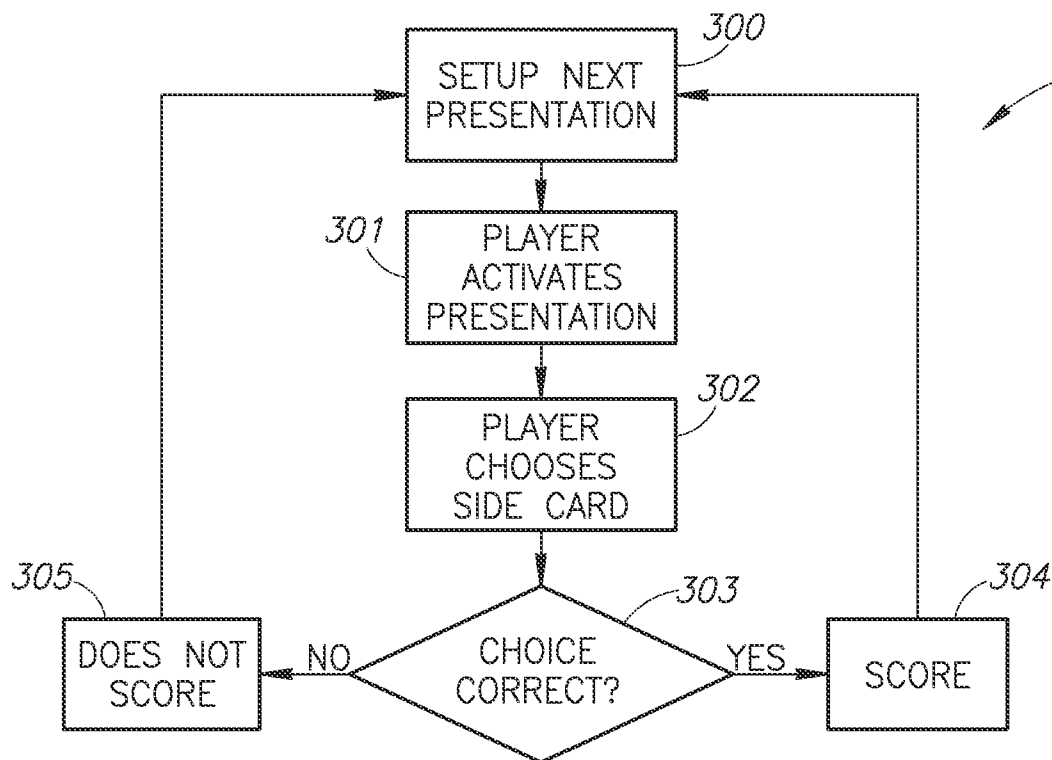 300
SETUP NEXT
PRESENTATION
301
PLAYER
ACTIVATES
PRESENTATION
302
PLAYER
CHOOSES
SIDE CARD
303
CHOICE
CORRECT?
NO
YES
305
DOES NOT
SCORE
304
SCORE